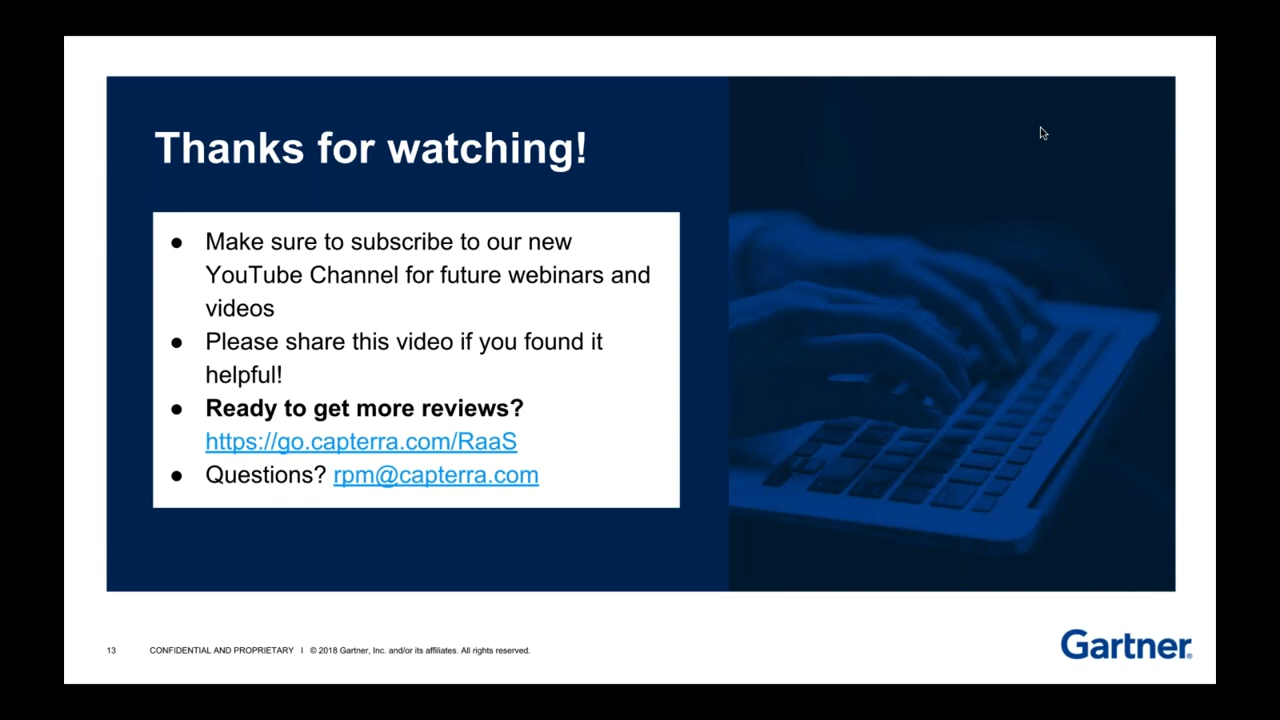 Thanks for watching!
● Make sure to subscribe to our new
YouTube Channel for future webinars and
videos
● Please share this video if you found it
helpful!
● Ready to get more reviews?
https://go.capterra.com/RaaS
● Questions? rpm@capterra.com
13 CONFIDENTIAL AND PROPRIETARY I © 2018 Gartner, Inc. and/or its affiliates. All rights reserved.
Gartner®